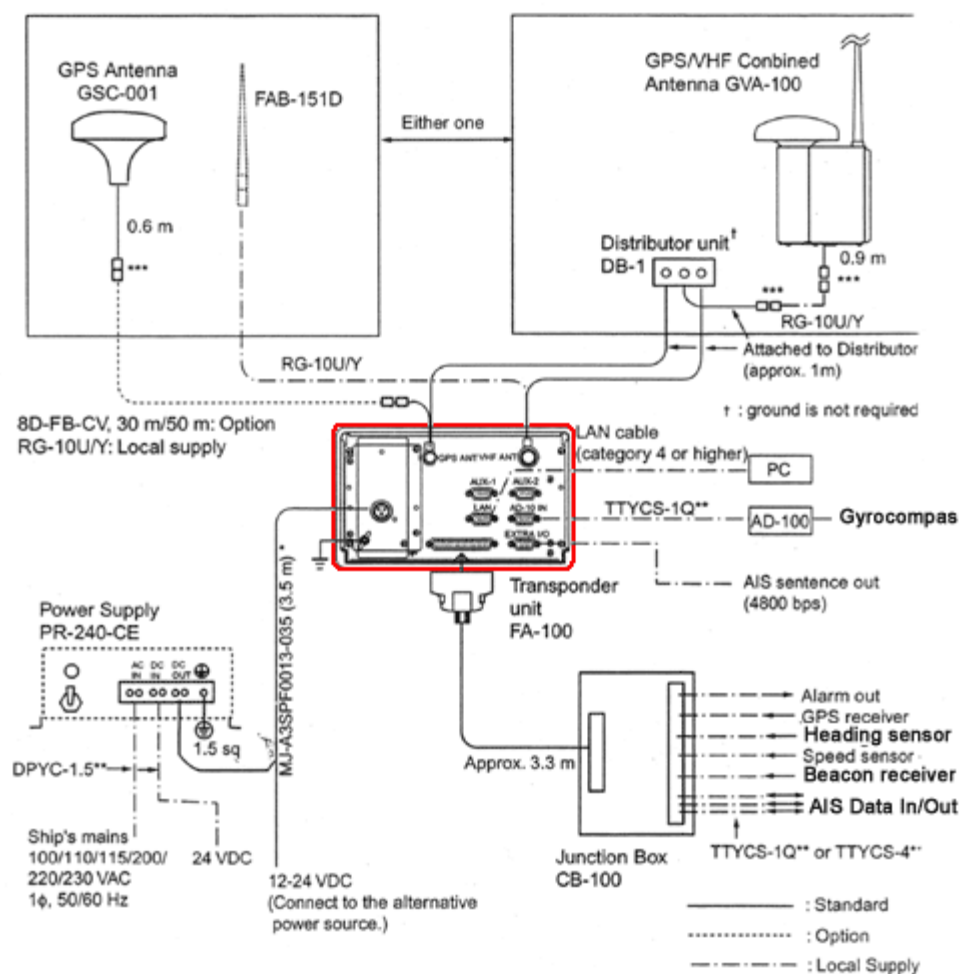 GPS Antenna
GSC-001
FAB-151D
0.6 m
***
Either one
GPS/VHF Conbined
Antenna GVA-100
Distributor unit†
DB-1
0.9 m
***
***
RG-10U/Y
Attached to Distributor
(approx. 1m)
† : ground is not required
RG-10U/Y
8D-FB-CV, 30 m/50 m: Option
RG-10U/Y: Local supply
LAN cable
(category 4 or higher)
GPS ANT VHF ANT
AUX-1
AUX-2
LAN
AD-10 IN
EXTRA I/O
PC
TTYCS-1Q**
AD-100
Gyrocompas
AIS sentence out
(4800 bps)
Transponder
unit
FA-100
MJ-A3SPF0013-035 (3.5 m) *
Power Supply
PR-240-CE
AC IN
DC IN
DC OUT
1.5 sq
DPYC-1.5**
Ship's mains
100/110/115/200/
220/230 VAC
1ϕ, 50/60 Hz
24 VDC
12-24 VDC
(Connect to the alternative
power source.)
Approx. 3.3 m
Alarm out
GPS receiver
Heading sensor
Speed sensor
Beacon receiver
AIS Data In/Out
TTYCS-1Q** or TTYCS-4**
Junction Box
CB-100
: Standard
: Option
: Local Supply